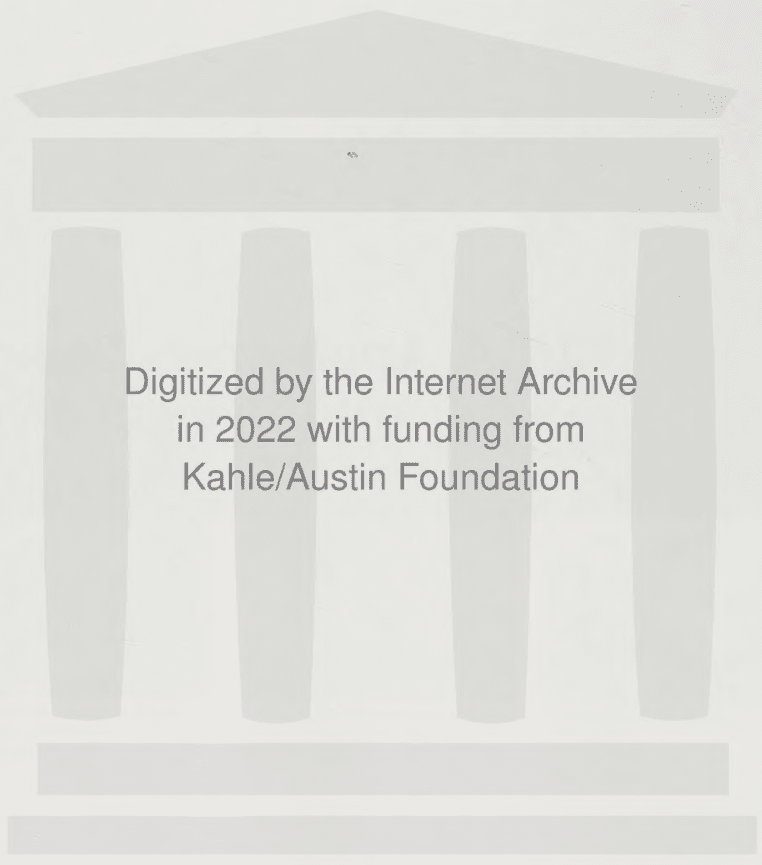 Digitized by the Internet Archive
in 2022 with funding from
Kahle/Austin Foundation